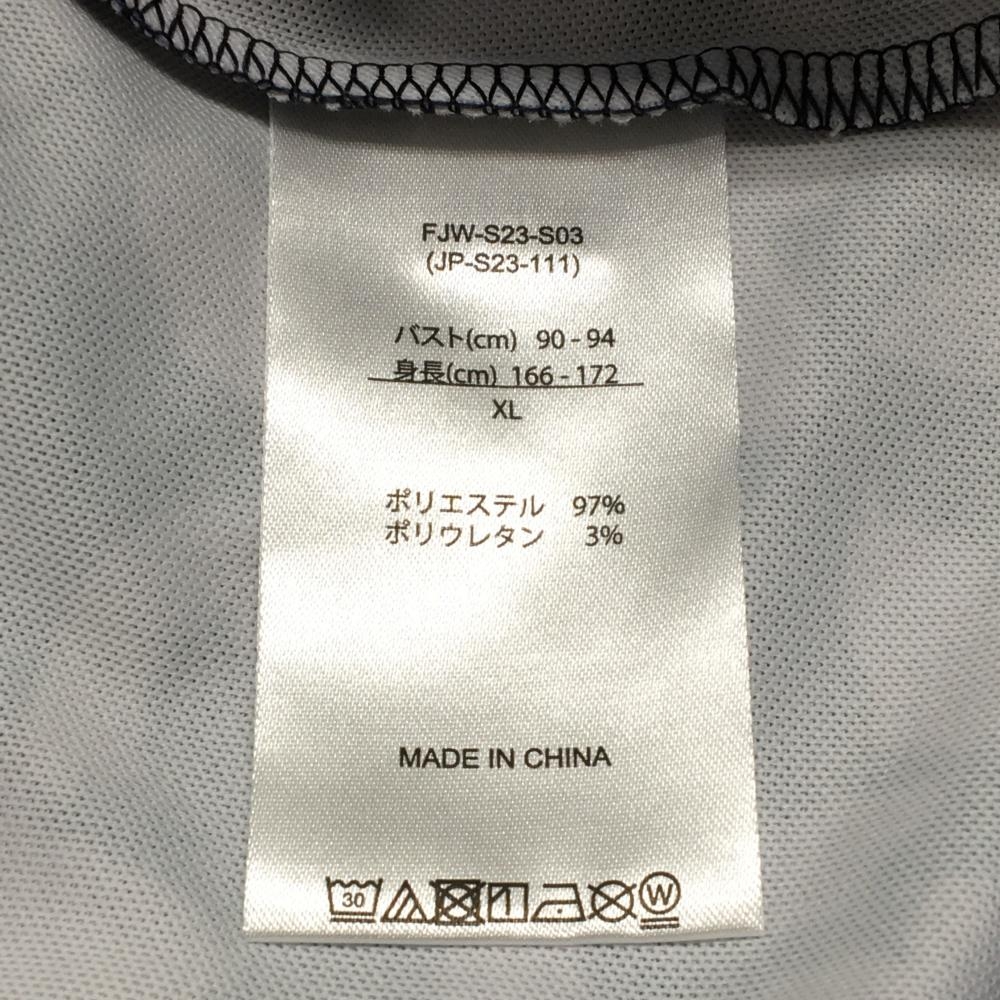 FJW-S23-S03
(JP-S23-111)
バスト(cm) 90-94
身長(cm) 166-172
XL
ポリエステル 97%
ポリウレタン 3%
MADE IN CHINA
30 W